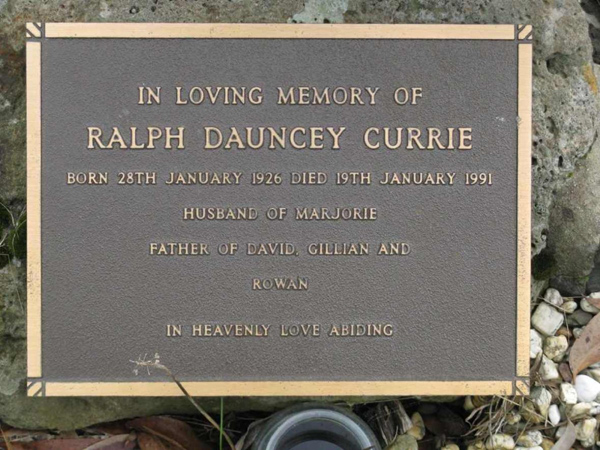 IN LOVING MEMORY OF
RALPH DAUNCEY CURRIE
BORN 28TH JANUARY 1926 DIED 19TH JANUARY 1991
HUSBAND OF MARJORIE
FATHER OF DAVID, GILLIAN AND
ROWAN
IN HEAVENLY LOVE ABIDING